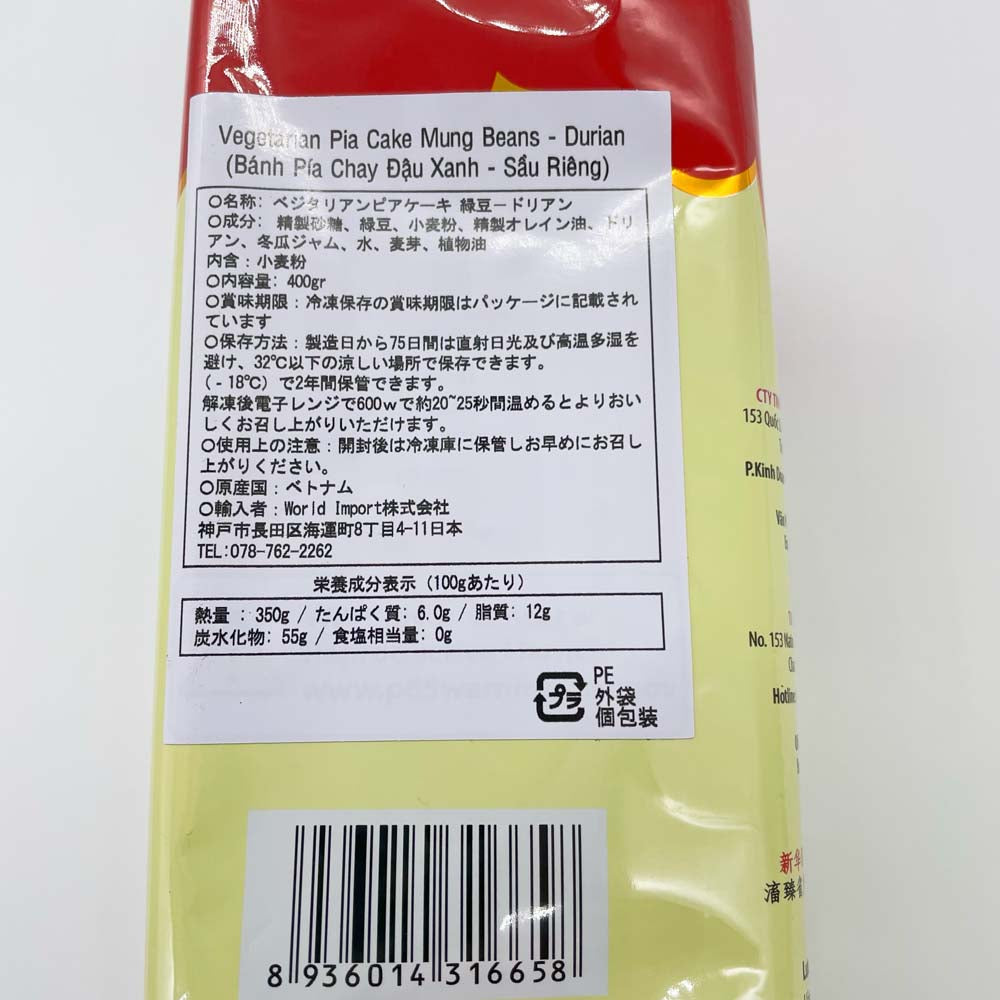 Vegetarian Pia Cake Mung Beans - Durian
(Bánh Pía Chay Đậu Xanh - Sầu Riêng)
○名称: ベジタリアンピアケーキ 緑豆ードリアン
○成分: 精製砂糖、緑豆、小麦粉、精製オレイン油、ドリ
アン、冬瓜ジャム、水、麦芽、植物油
内含：小麦粉
○内容量: 400gr
○賞味期限：冷凍保存の賞味期限はパッケージに記載され
ています
○保存方法：製造日から75日間は直射日光及び高温多湿を
避け、32℃以下の涼しい場所で保存できます。
(-18℃) で2年間保管できます。
解凍後電子レンジで600wで約20~25秒間温めるとよりおい
しくお召し上がりいただけます。
○使用上の注意：開封後は冷凍庫に保管しお早めにお召し
上がりください。
○原産国：ベトナム
○輸入者：World Import株式会社
神戸市長田区海運町8丁目4-11日本
TEL:078-762-2262
栄養成分表示 (100gあたり)
熱量 : 350g / たんぱく質: 6.0g / 脂質: 12g
炭水化物: 55g / 食塩相当量: 0g
プラ
PE
外袋
個包装
8 936014 316658
CTY
153 Quốc
P.Kinh
No. 153